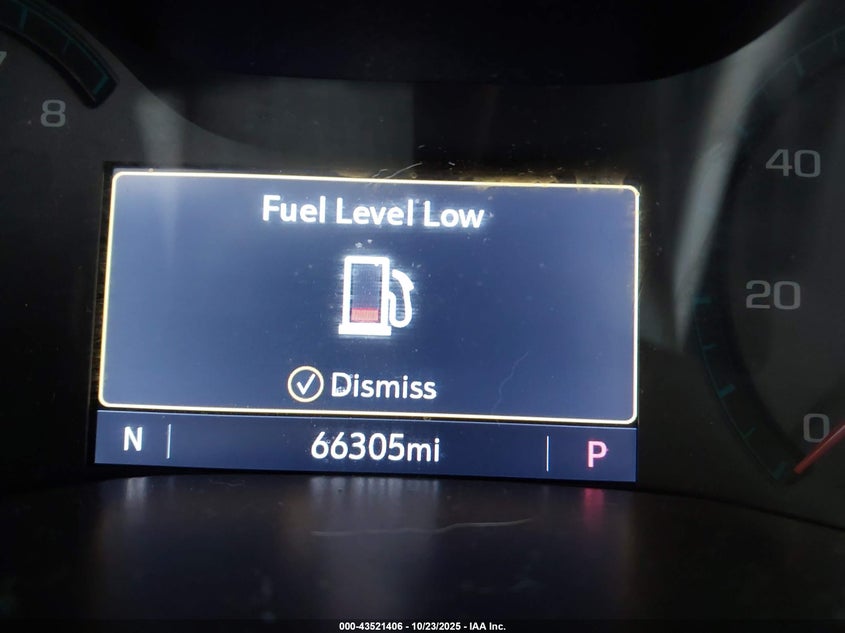 8
40
Fuel Level Low
20
Dismiss
0
N 66305mi P
000-43521406 - 10/23/2025 - IAA Inc.